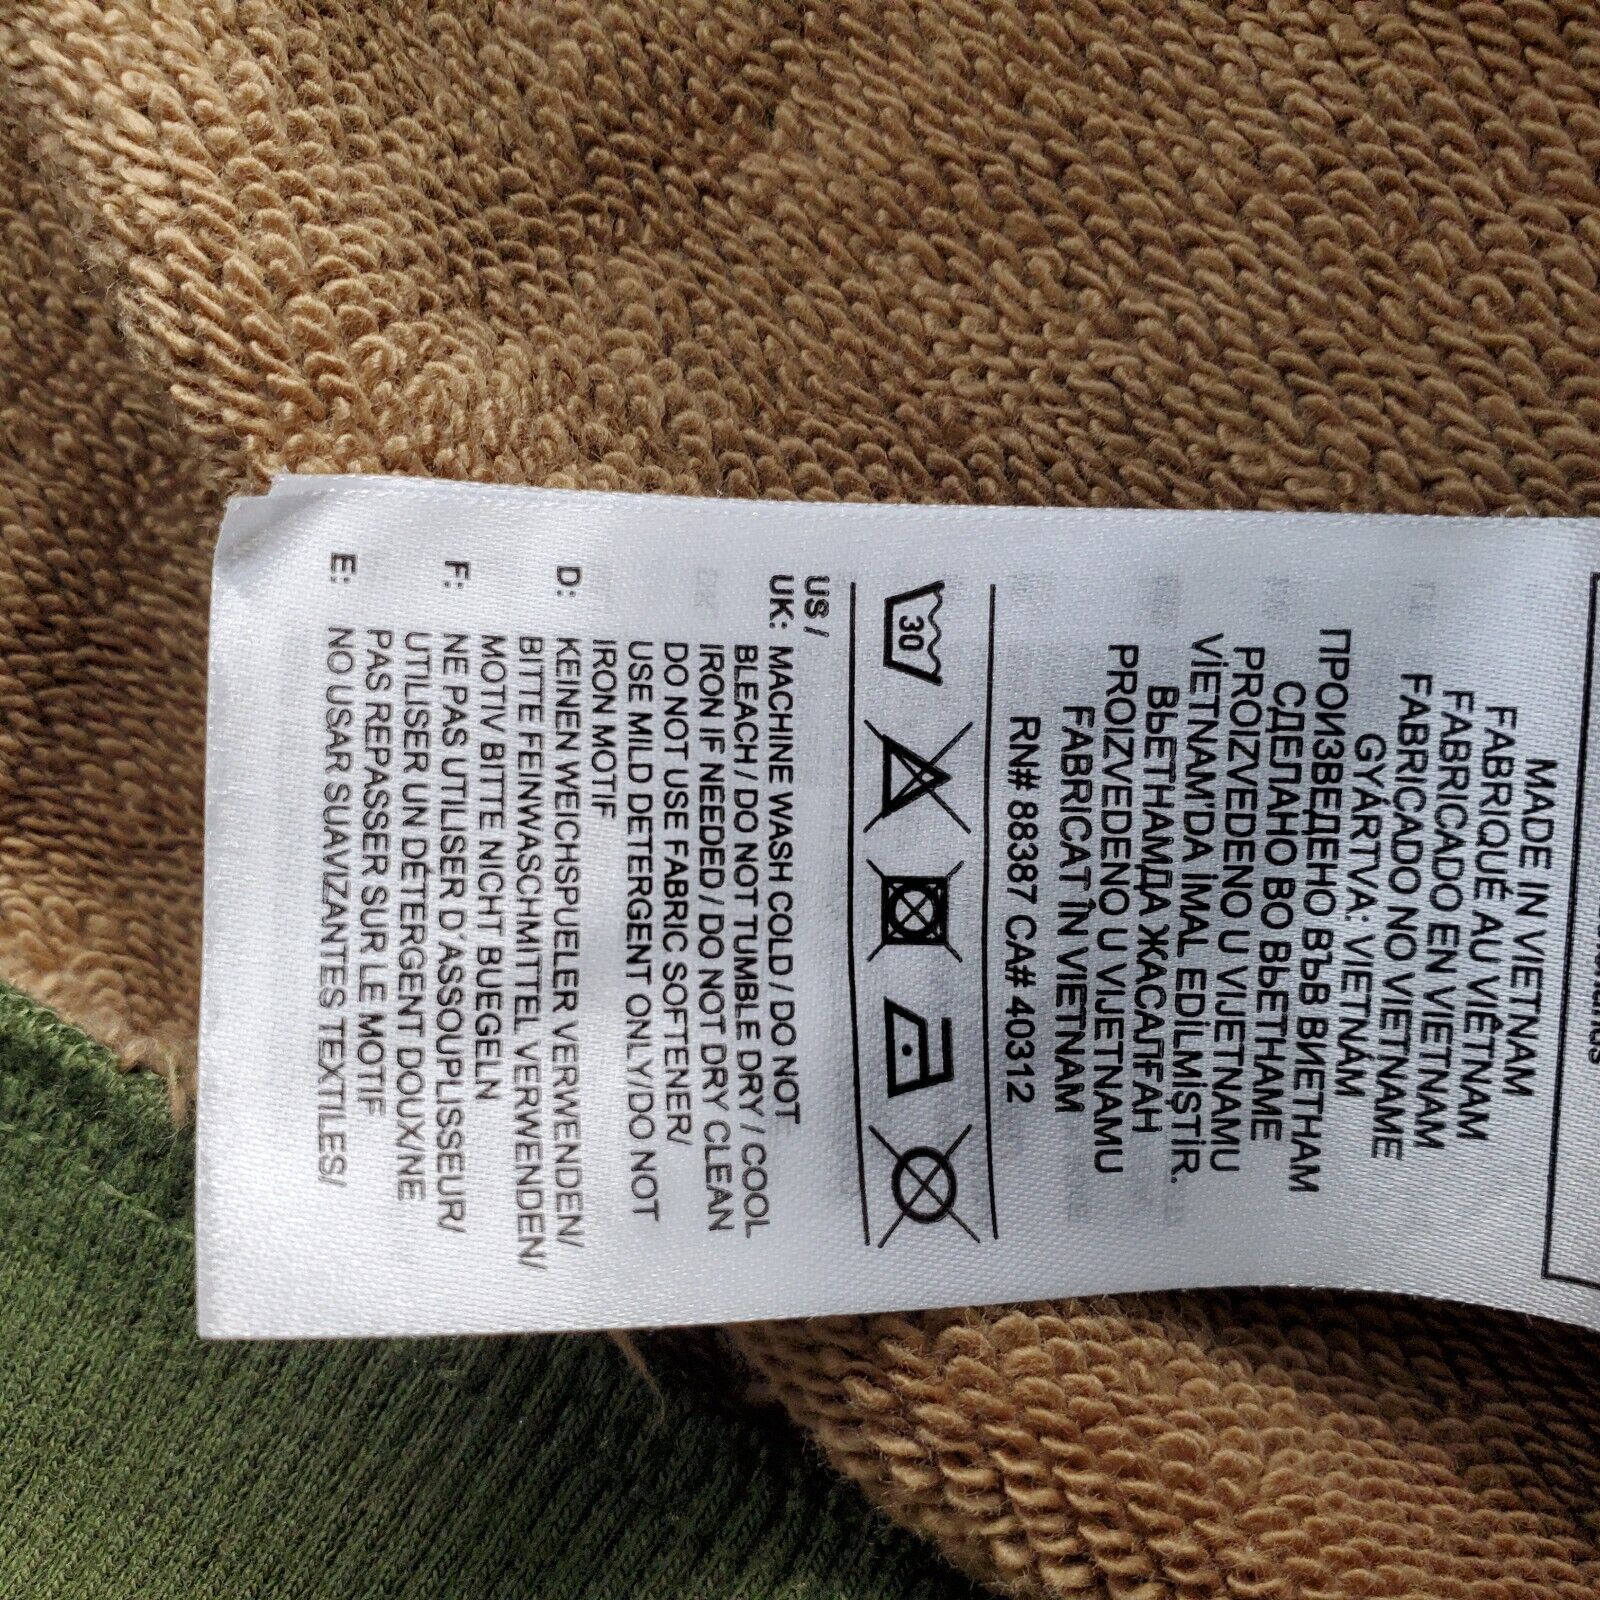 MADE IN VIETNAM
FABRIQUÉ AU VIÊTNAM
FABRICADO EN VIETNAM
FABRICADO NO VIETNAME
GYÁRTVA: VIETNÁM
ПРОИЗВЕДЕНО ВЪВ ВИЕТНАМ
СДЕЛАНО ВО ВЬЕТНАМЕ
PROIZVEDENO U VIJETNAMU
VİETNAM'DA İMAL EDİLMİŞTİR.
ВЬЕТНАМДА ЖАСАЛҒАН
PROIZVEDENO U VIJETNAMU
FABRICAT ÎN VIETNAM
RN# 88387 CA# 40312
30
US /
UK: MACHINE WASH COLD / DO NOT
BLEACH / DO NOT TUMBLE DRY / COOL
IRON IF NEEDED / DO NOT DRY CLEAN
DO NOT USE FABRIC SOFTENER/
USE MILD DETERGENT ONLY/DO NOT
IRON MOTIF
D: KEINEN WEICHSPUELER VERWENDEN/
BITTE FEINWASCHMITTEL VERWENDEN/
MOTIV BITTE NICHT BUEGELN
F: NE PAS UTILISER D'ASSOUPLISSEUR/
UTILISER UN DÉTERGENT DOUX/NE
PAS REPASSER SUR LE MOTIF
E: NO USAR SUAVIZANTES TEXTILES/